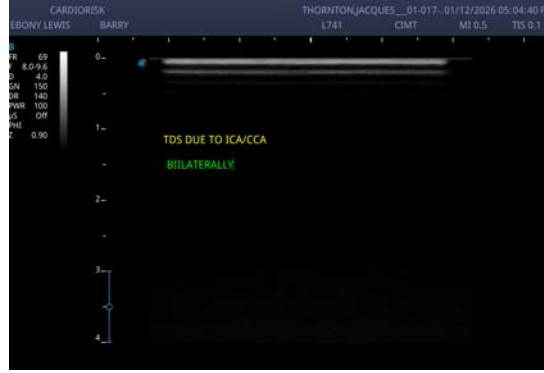 CARDIORISK THORNTON,JACQUES__01-017-..01/12/2026 05:04:40
EBONY LEWIS BARRY L741 CIMT MI 0.5 TIS 0.1
B
FR 69
F 8.0-9.6
D 4.0
GN 150
DR 140
PWR 100
µS Off
PHI
Z 0.90
0
1
TDS DUE TO ICA/CCA
BIILATERALLY
2
3
4